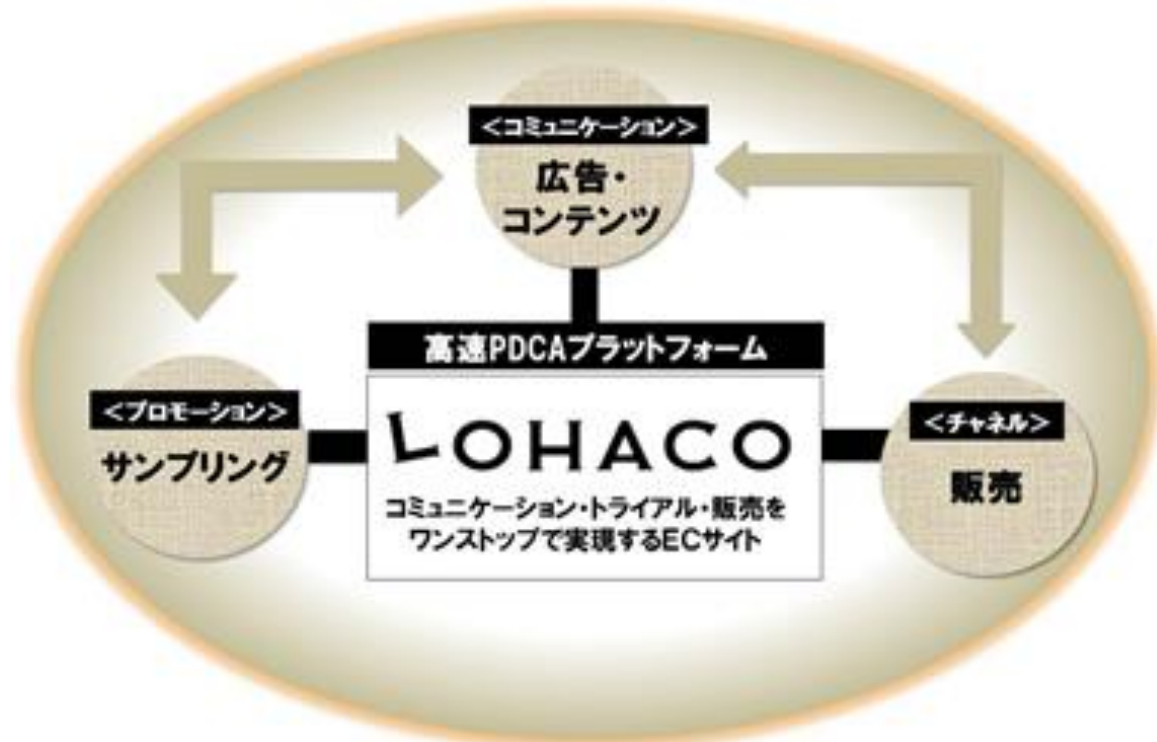 <コミュニケーション>
広告・
コンテンツ
高速PDCAプラットフォーム
<プロモーション>
サンプリング
LOHACO
コミュニケーション・トライアル・販売を
ワンストップで実現するECサイト
<チャネル>
販売